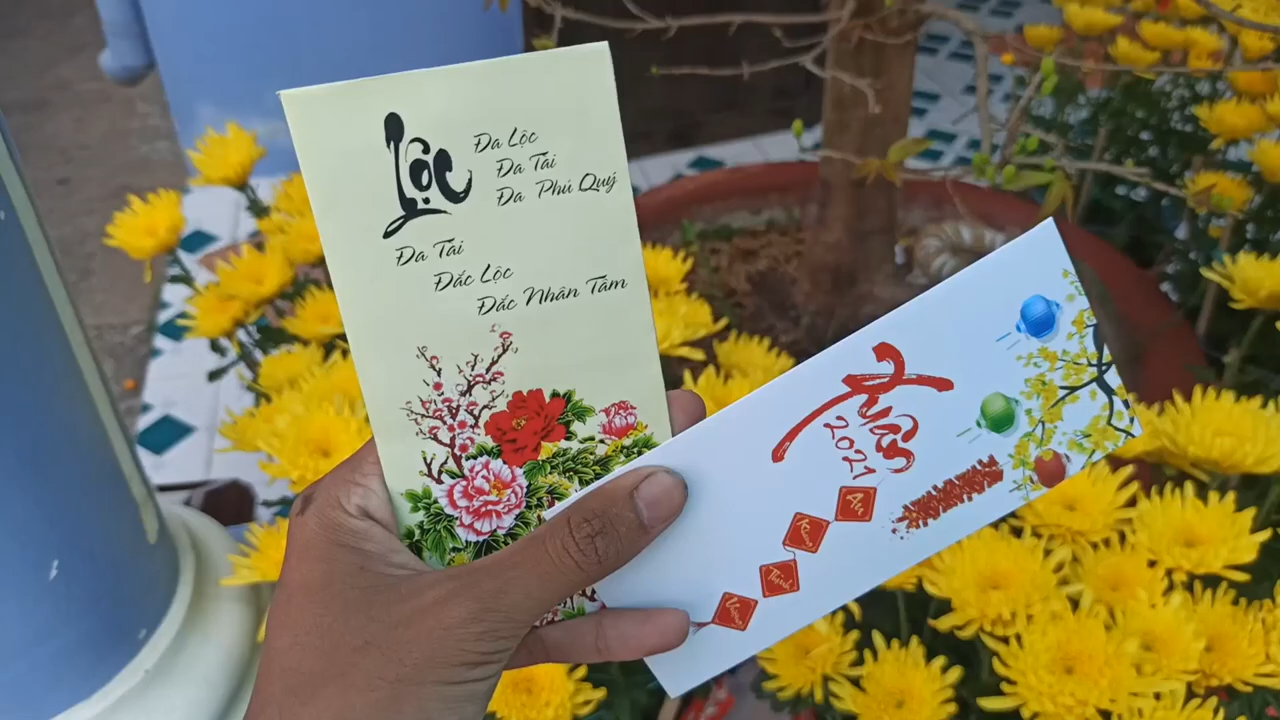 Lộc
Đa Lộc
Đa Tài
Đa Phú Quý
Đa Tài
Đắc Lộc
Đắc Nhân Tâm
Xuân
2021
An
Khang
Thịnh
Vượng